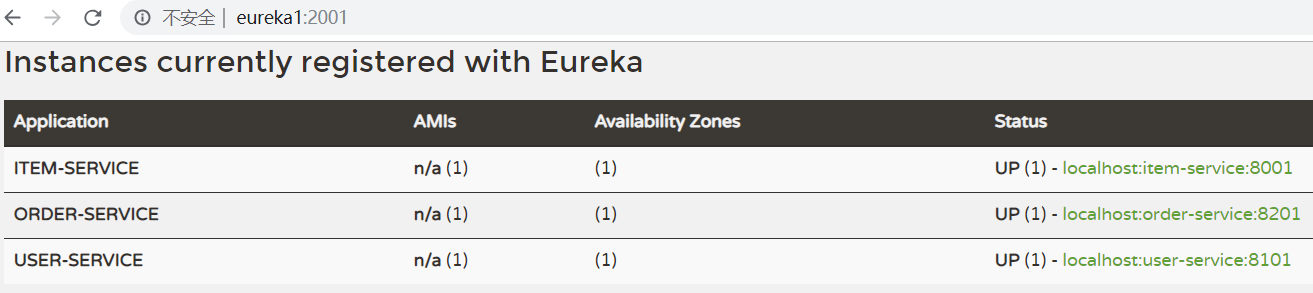 不安全 | eureka1:2001
Instances currently registered with Eureka
Application AMIs Availability Zones Status
ITEM-SERVICE n/a (1) (1) UP (1) - localhost:item-service:8001
ORDER-SERVICE n/a (1) (1) UP (1) - localhost:order-service:8201
USER-SERVICE n/a (1) (1) UP (1) - localhost:user-service:8101